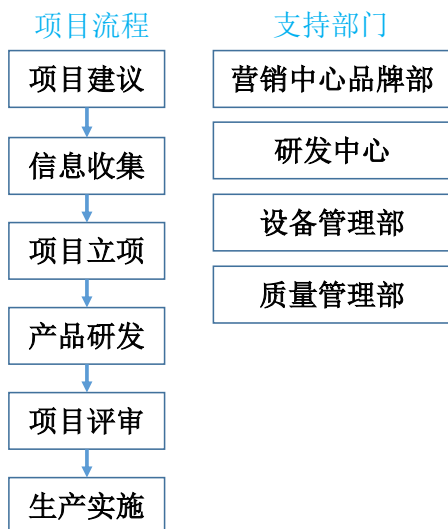 项目流程
项目建议
信息收集
项目立项
产品研发
项目评审
生产实施
支持部门
营销中心品牌部
研发中心
设备管理部
质量管理部